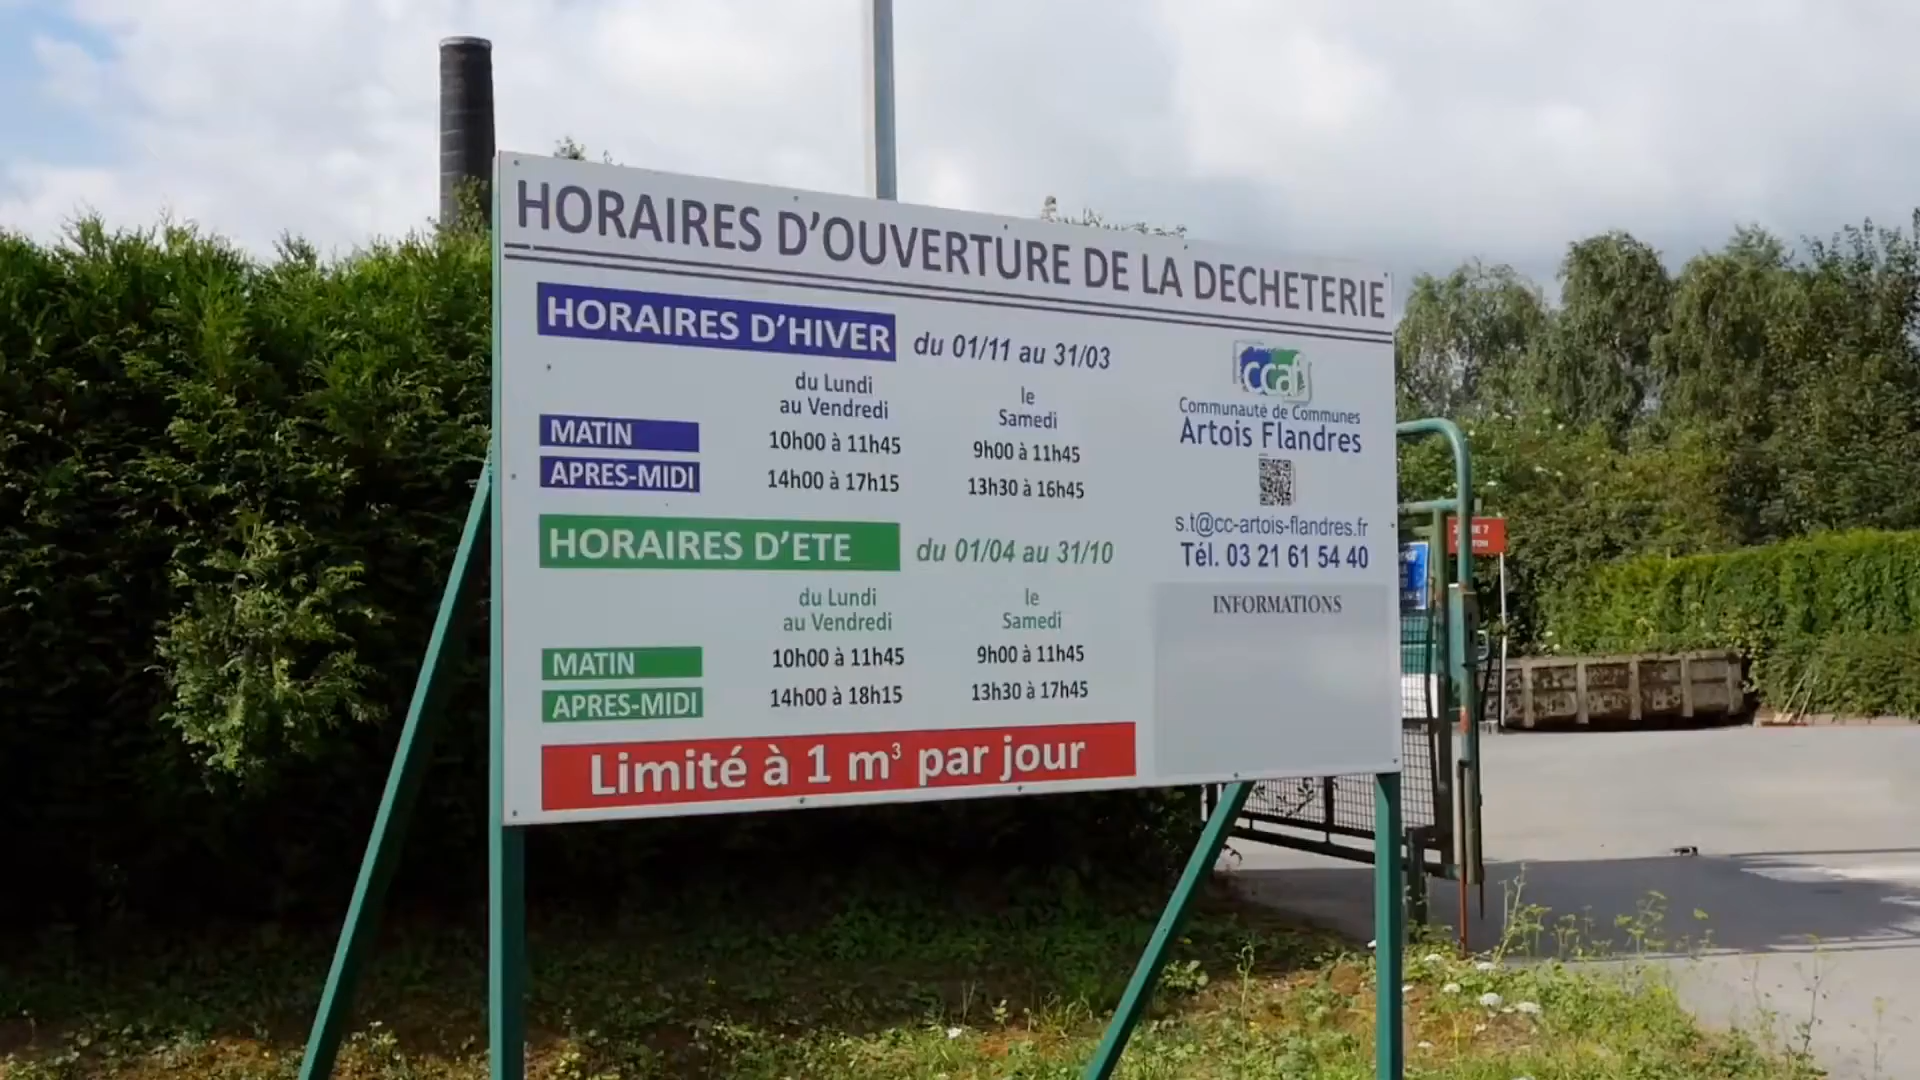 HORAIRES D'OUVERTURE DE LA DECHETERIE
HORAIRES D'HIVER du 01/11 au 31/03
du Lundi
au Vendredi
le
Samedi
MATIN 10h00 à 11h45 9h00 à 11h45
APRES-MIDI 14h00 à 17h15 13h30 à 16h45
HORAIRES D'ETE du 01/04 au 31/10
du Lundi
au Vendredi
le
Samedi
MATIN 10h00 à 11h45 9h00 à 11h45
APRES-MIDI 14h00 à 18h15 13h30 à 17h45
Limité à 1 m³ par jour
ccaf
Communauté de Communes
Artois Flandres
s.t@cc-artois-flandres.fr
Tél. 03 21 61 54 40
INFORMATIONS